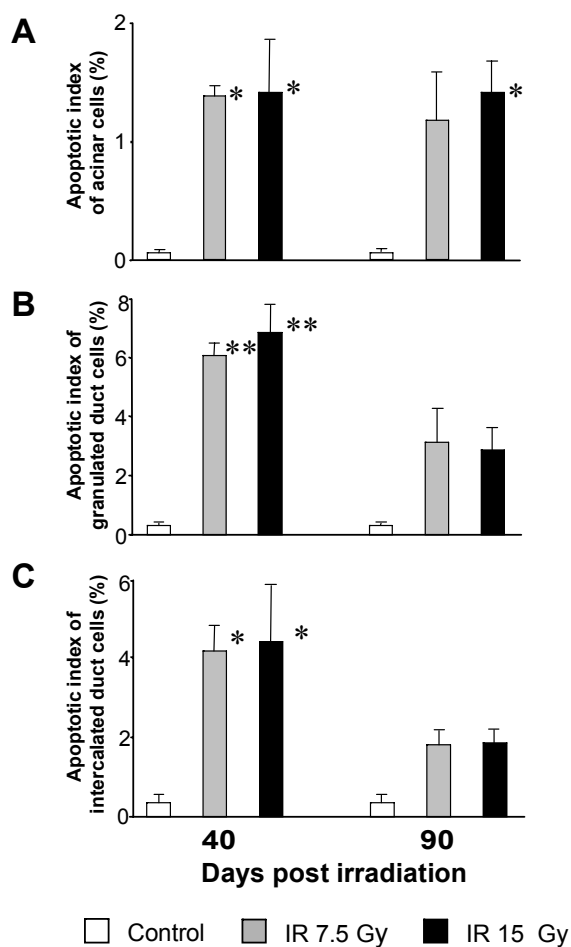 A
Apoptotic index
of acinar cells (%)
2
1
0
*
*
*
B
Apoptotic index of
granulated duct cells (%)
8
6
4
2
0
**
**
C
Apoptotic index of
intercalated duct cells (%)
6
4
2
0
*
*
40
90
Days post irradiation
Control
IR 7.5 Gy
IR 15 Gy